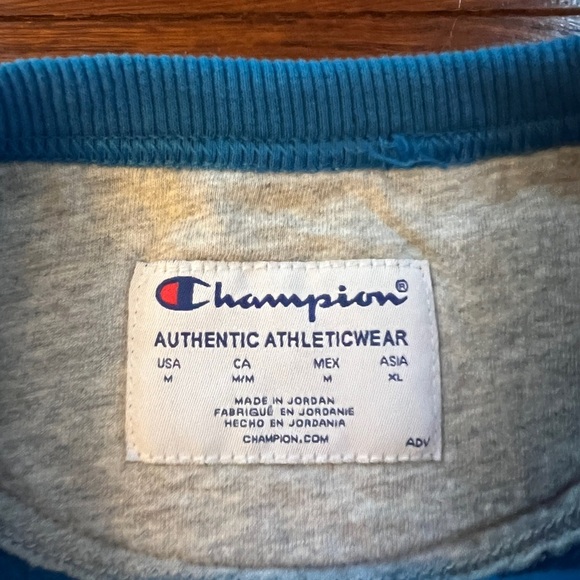 Champion®
AUTHENTIC ATHLETICWEAR
USA CA MEX ASIA
M M/M M XL
MADE IN JORDAN
FABRIQUÉ EN JORDANIE
HECHO EN JORDANIA
CHAMPION.COM
ADV